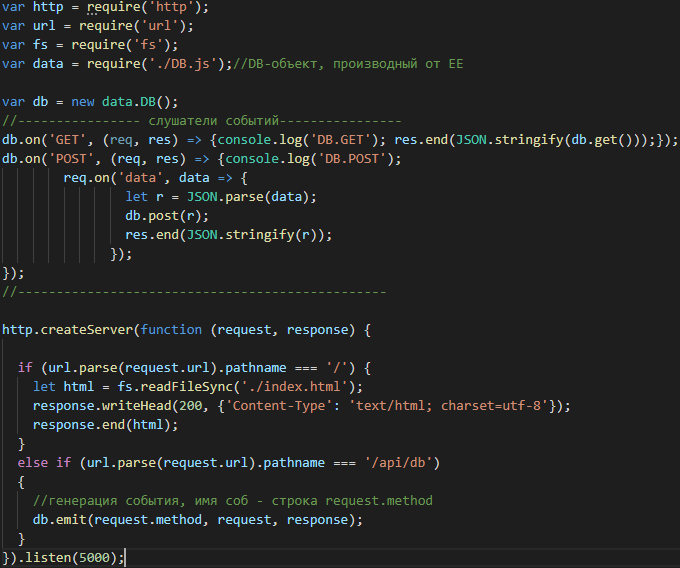 var http = require('http');
var url = require('url');
var fs = require('fs');
var data = require('./DB.js');//DB-объект, производный от EE

var db = new data.DB();
//---------------- слушатели событий----------------
db.on('GET', (req, res) => {console.log('DB.GET'); res.end(JSON.stringify(db.get()));});
db.on('POST', (req, res) => {console.log('DB.POST');
        req.on('data', data => {
                let r = JSON.parse(data);
                db.post(r);
                res.end(JSON.stringify(r));
              });
});
//------------------------------------------------

http.createServer(function (request, response) {

  if (url.parse(request.url).pathname === '/') {
    let html = fs.readFileSync('./index.html');
    response.writeHead(200, {'Content-Type': 'text/html; charset=utf-8'});
    response.end(html);
  }
  else if (url.parse(request.url).pathname === '/api/db')
  {
    //генерация события, имя соб - строка request.method
    db.emit(request.method, request, response);
  }
}).listen(5000);